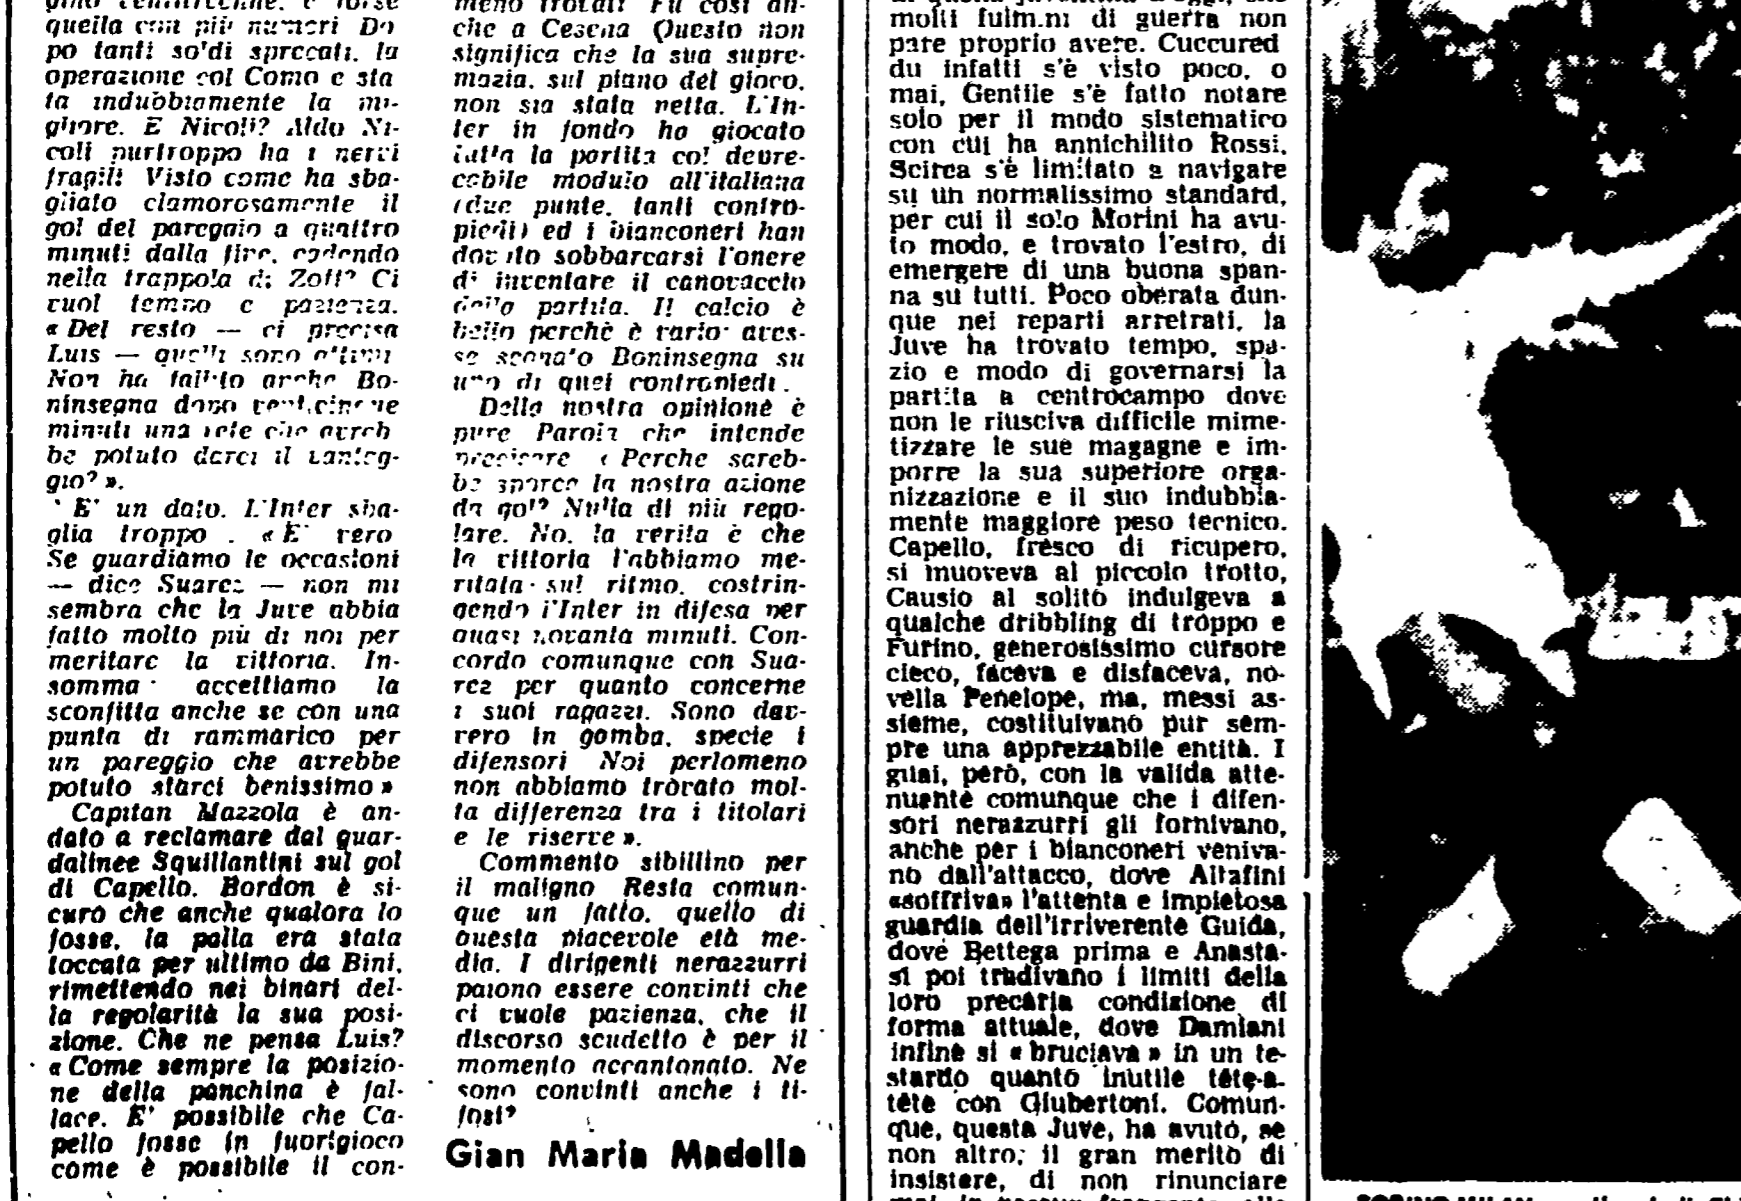 quella con più numeri Do-
po tanti so'di sprecati, la
operazione col Como e sta
ta indubbiamente la mi-
gliore. E Nicoli? Aldo Ni-
coli purtroppo ha i nervi
fragili Visto come ha sba-
gliato clamorosamente il
gol del pareggio a quattro
minuti dalla fine, cadendo
nella trappola di Zoff? Ci
vuol tempo e pazienza.
« Del resto — ci precisa
Luis — quelli sono ottimi
Non ha fallito anche Bo-
ninsegna dopo venticinque
minuti una rete che avreb
be potuto darci il vantag-
gio? ».
E' un dato. L'Inter sba-
glia troppo . « E' vero
Se guardiamo le occasioni
— dice Suarez — non mi
sembra che la Juve abbia
fatto molto più di noi per
meritare la vittoria. In-
somma accettiamo la
sconfitta anche se con una
punta di rammarico per
un pareggio che avrebbe
potuto starci benissimo »
Capitan Mazzola è an-
dato a reclamare dal guar-
dalinee Squillantini sul gol
di Capello. Bordon è si-
curo che anche qualora lo
fosse, la palla era stata
toccata per ultimo da Bini,
rimettendo nei binari del-
la regolarità la sua posi-
zione. Che ne pensa Luis?
« Come sempre la posizio-
ne della panchina è fal-
lace. E' possibile che Ca-
pello fosse in fuorigioco
come è possibile il con-
meno trovati Fu così an-
che a Cesena Questo non
significa che la sua supre-
mazia, sul piano del gioco,
non sia stata netta. L'In-
ter in fondo ha giocato
tutta la partita col depre-
cabile modulo all'italiana
(due punte, tanti contro-
piedi) ed i bianconeri han
dovuto sobbarcarsi l'onere
di inventare il canovaccio
della partita. Il calcio è
bello perchè è vario: aves-
se segnato Boninsegna su
uno di quei contropiedi .
Della nostra opinione è
pure Parola che intende
precisare « Perche sareb-
be sporca la nostra azione
da gol? Nulla di più rego-
lare. No, la verità è che
la vittoria l'abbiamo me-
ritata sul ritmo, costrin-
gendo l'Inter in difesa per
quasi novanta minuti. Con-
cordo comunque con Sua-
rez per quanto concerne
i suoi ragazzi. Sono dav-
vero in gamba, specie i
difensori Noi perlomeno
non abbiamo trovato mol-
ta differenza tra i titolari
e le riserve ».
Commento sibillino per
il maligno Resta comun-
que un fatto, quello di
questa piacevole età me-
dia. I dirigenti nerazzurri
paiono essere convinti che
ci vuole pazienza, che il
discorso scudetto è per il
momento accantonato. Ne
sono convinti anche i ti-
fosi?
Gian Maria Madella
molti fulmini di guerra non
pare proprio avere. Cuccured
du infatti s'è visto poco, o
mai, Gentile s'è fatto notare
solo per il modo sistematico
con cui ha annichilito Rossi,
Scirea s'è limitato a navigare
su un normalissimo standard,
per cui il solo Morini ha avu-
to modo, e trovato l'estro, di
emergere di una buona span-
na su tutti. Poco oberata dun-
que nei reparti arretrati, la
Juve ha trovato tempo, spa-
zio e modo di governarsi la
partita a centrocampo dove
non le riusciva difficile mime-
tizzare le sue magagne e im-
porre la sua superiore orga-
nizzazione e il suo indubbia-
mente maggiore peso tecnico.
Capello, fresco di ricupero,
si muoveva al piccolo trotto,
Causio al solito indulgeva a
qualche dribbling di troppo e
Furino, generosissimo cursore
cieco, faceva e disfaceva, no-
vella Penelope, ma, messi as-
sieme, costituivano pur sem-
pre una apprezzabile entità. I
guai, però, con la valida atte-
nuante comunque che i difen-
sori nerazzurri gli fornivano,
anche per i bianconeri veniva-
no dall'attacco, dove Altafini
«soffriva» l'attenta e impietosa
guardia dell'irriverente Guida,
dove Bettega prima e Anasta-
si poi tradivano i limiti della
loro precaria condizione di
forma attuale, dove Damiani
infine si « bruciava » in un te-
stardo quanto inutile tête-a-
tête con Giubertoni. Comun-
que, questa Juve, ha avuto, se
non altro, il gran merito di
insistere, di non rinunciare